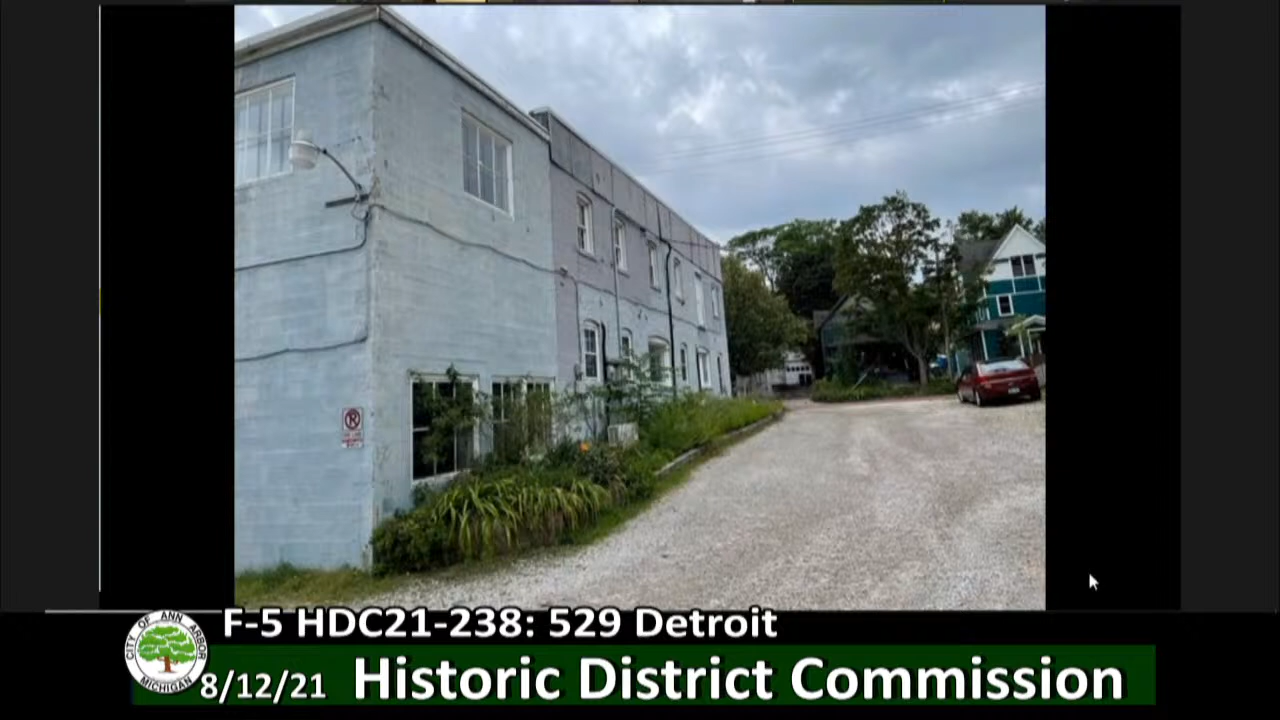 F-5 HDC21-238: 529 Detroit
CITY OF ANN ARBOR
MICHIGAN
8/12/21 Historic District Commission